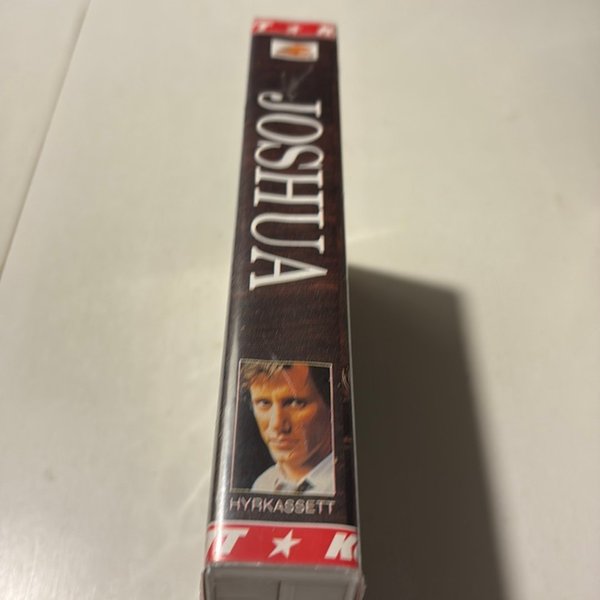 T ★ K
JOSHUA
HYRKASSETT
T ★ K